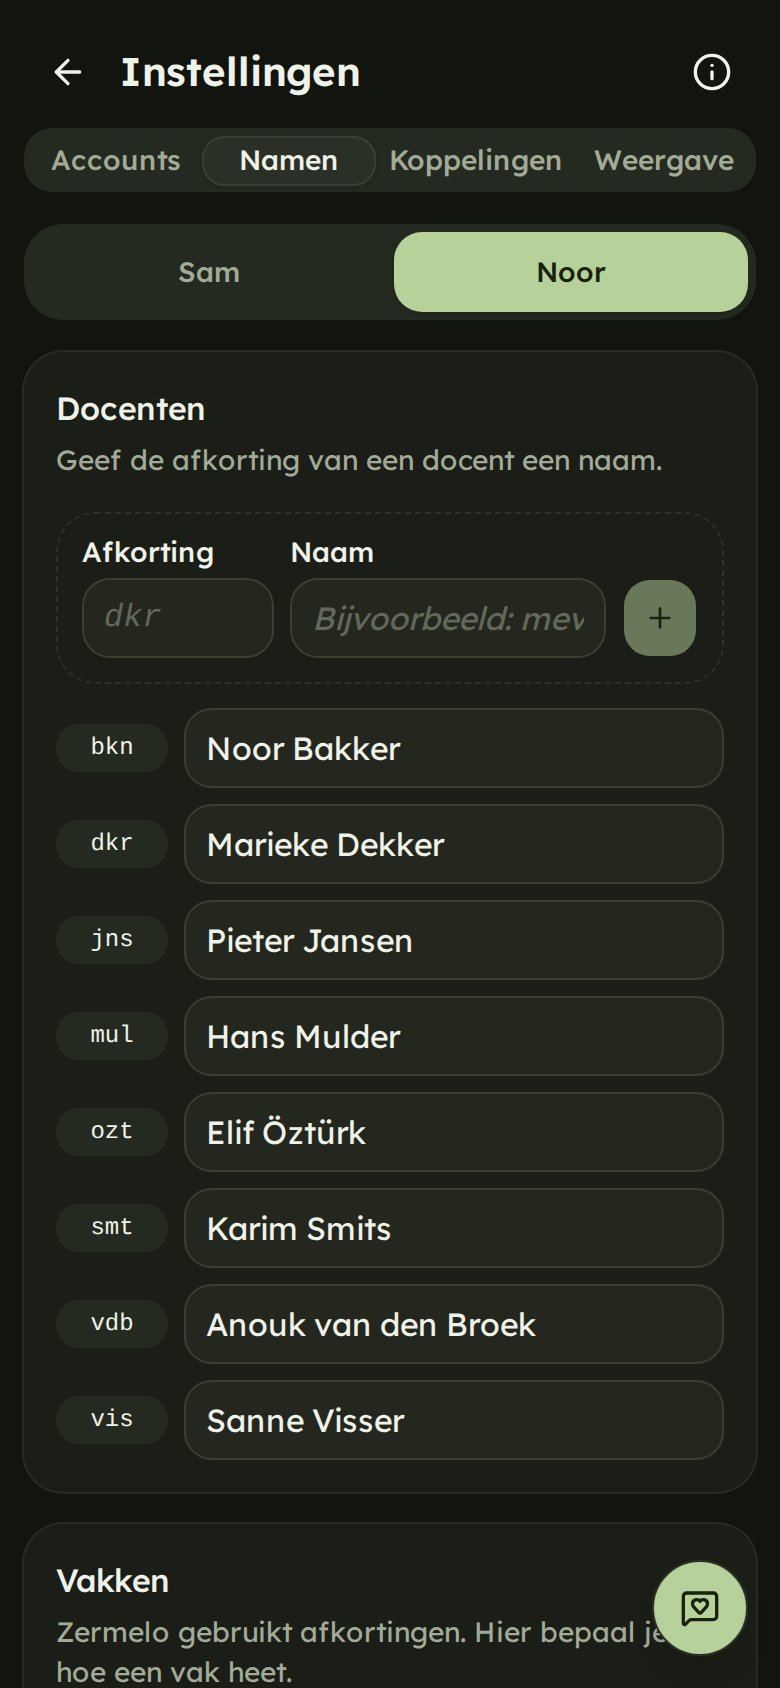 Instellingen
Accounts Namen Koppelingen Weergave
Sam Noor
Docenten
Geef de afkorting van een docent een naam.
Afkorting Naam
dkr Bijvoorbeeld: mev
bkn Noor Bakker
dkr Marieke Dekker
jns Pieter Jansen
mul Hans Mulder
ozt Elif Öztürk
smt Karim Smits
vdb Anouk van den Broek
vis Sanne Visser
Vakken
Zermelo gebruikt afkortingen. Hier bepaal je
hoe een vak heet.